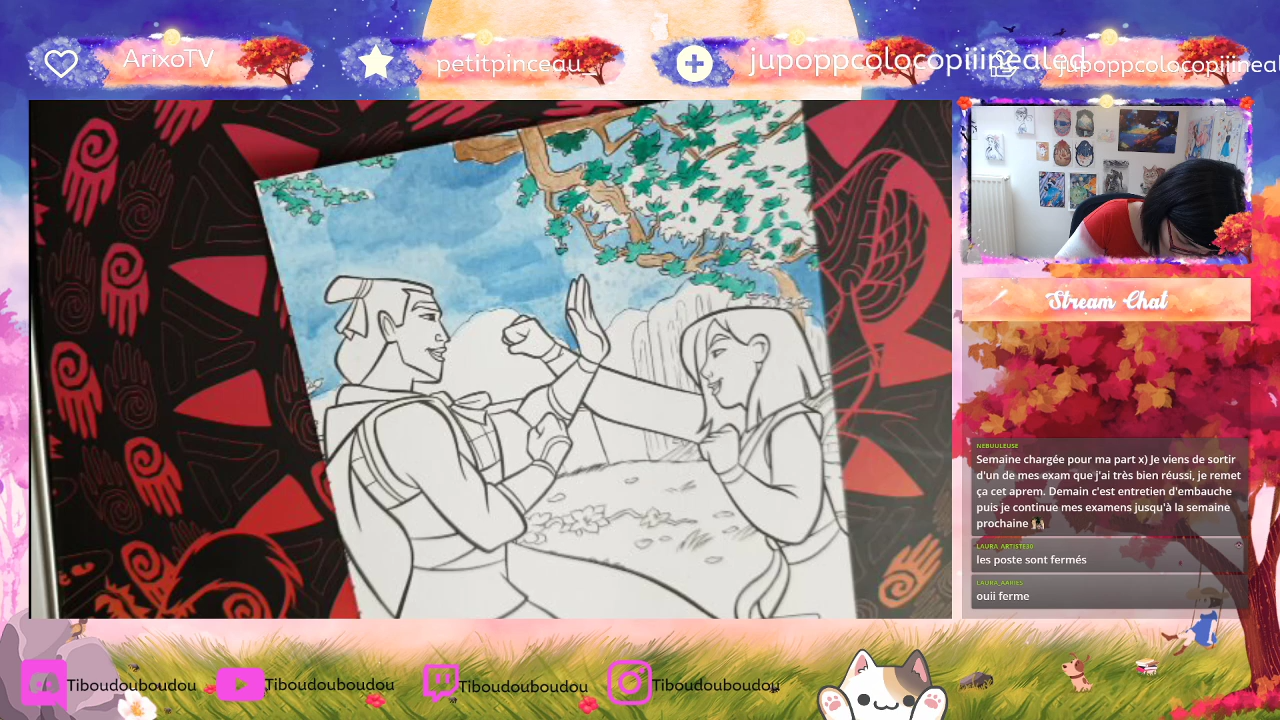 ArixoTV
petitpinceau
jupoppcolocopiiinealed
jupoppcolocopiiineal
Stream Chat
NEBUULEUSE
Semaine chargée pour ma part x) Je viens de sortir
d'un de mes exam que j'ai très bien réussi, je remet
ça cet aprem. Demain c'est entretien d'embauche
puis je continue mes examens jusqu'à la semaine
prochaine
LAURA_ARTISTE30
les poste sont fermés
LAURA_AARIES
ouii ferme
Tiboudouboudou
Tiboudouboudou
Tiboudouboudou
Tiboudouboudou